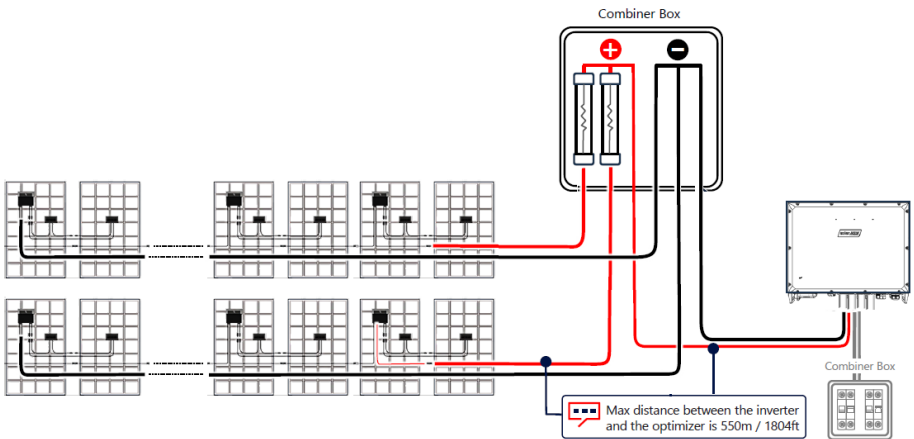 Combiner Box
+
−
Combiner Box
Max distance between the inverter
and the optimizer is 550m / 1804ft